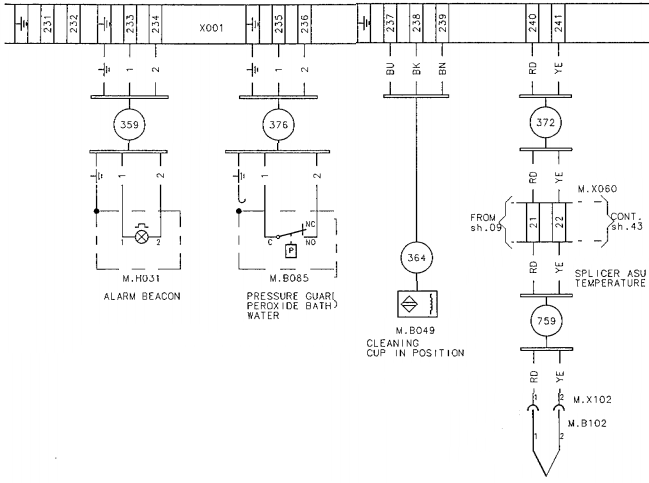 231 232 233 234 X001 235 236 237 238 239 240 241
1 2 1 2 BU BK BN RD YE
359 376 372
1 2 1 2 RD YE
M.X060
FROM sh.09 21 22 CONT. sh.43
NC
1 2 C NO
P
RD YE
364
M.H031 M.B085
SPLICER ASU
TEMPERATURE
ALARM BEACON
PRESSURE GUAR(
PEROXIDE BATH)
WATER
759
M.B049
CLEANING
CUP IN POSITION
RD YE
1 2 M.X102
M.B102
1 2